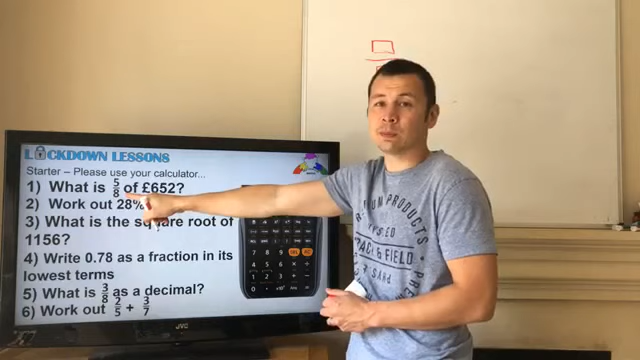 LOCKDOWN LESSONS
Starter – Please use your calculator...
1) What is 5/8 of £652?
2) Work out 28%
3) What is the square root of
1156?
4) Write 0.78 as a fraction in its
lowest terms
5) What is 3/8 as a decimal?
6) Work out 2/5 + 3/7
JVC
TRACK & FIELD